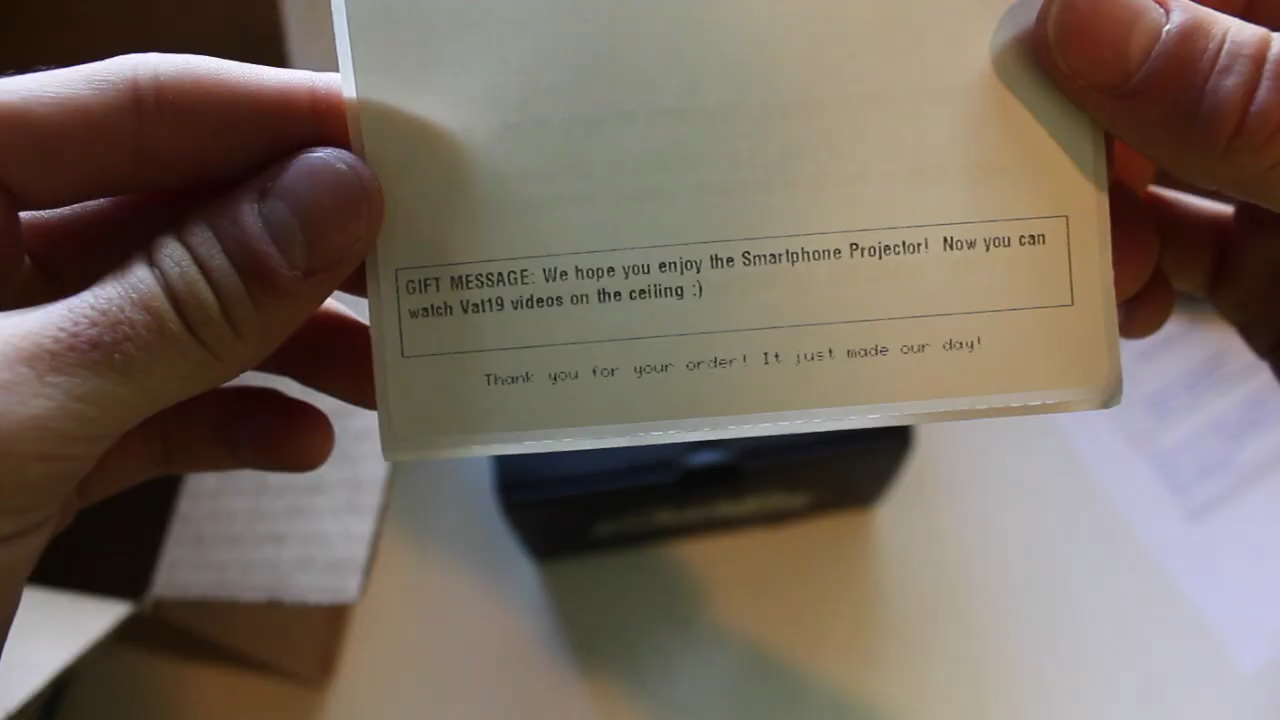 GIFT MESSAGE: We hope you enjoy the Smartphone Projector! Now you can
watch Vat19 videos on the ceiling :)
Thank you for your order! It just made our day!